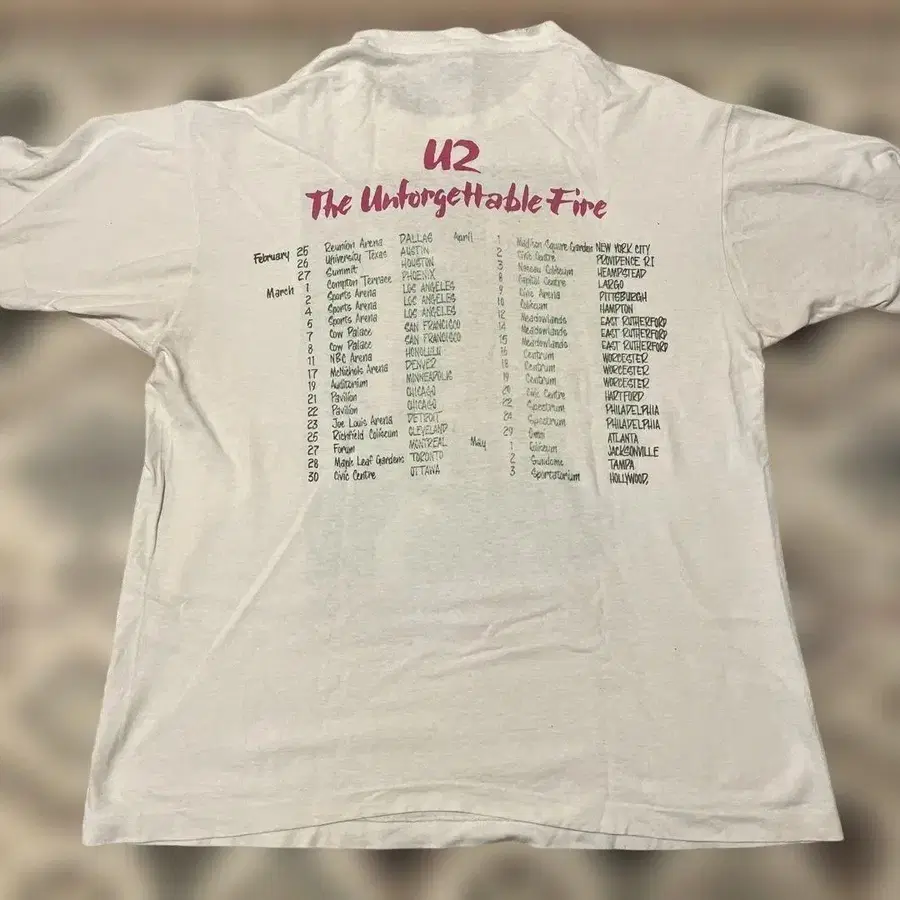 U2
The Unforgettable Fire
February 25 Reunion Arena DALLAS
26 University Texas AUSTIN
27 Summit HOUSTON
March 1 Compton Terrace PHOENIX
2 Sports Arena LOS ANGELES
4 Sports Arena LOS ANGELES
5 Sports Arena LOS ANGELES
7 Cow Palace SAN FRANCISCO
8 Cow Palace SAN FRANCISCO
11 NBC Arena HONOLULU
17 McNichols Arena DENVER
19 Auditorium MINNEAPOLIS
21 Pavilion CHICAGO
22 Pavilion CHICAGO
23 Joe Louis Arena DETROIT
25 Richfield Coliseum CLEVELAND
27 Forum MONTREAL
28 Maple Leaf Gardens TORONTO
30 Civic Centre OTTAWA
April 1 Madison Square Garden NEW YORK CITY
2 Civic Centre PROVIDENCE R.I
3 Nassau Coliseum HEAMPSTEAD
8 Capital Centre LARGO
9 Civic Arena PITTSBURGH
10 Coliseum HAMPTON
12 Meadowlands EAST RUTHERFORD
14 Meadowlands EAST RUTHERFORD
15 Meadowlands EAST RUTHERFORD
16 Centrum WORCESTER
18 Centrum WORCESTER
19 Centrum WORCESTER
20 Civic Centre HARTFORD
22 Spectrum PHILADELPHIA
24 Spectrum PHILADELPHIA
29 Omni ATLANTA
May 1 Coliseum JACKSONVILLE
2 Sundome TAMPA
3 Sportatorium HOLLYWOOD,